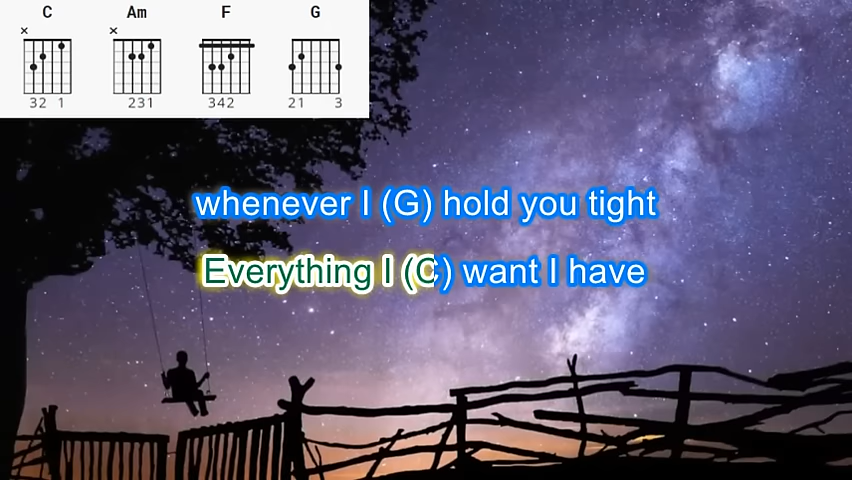 C Am F G
× ×
32 1 231 342 21 3
whenever I (G) hold you tight
Everything I (C) want I have